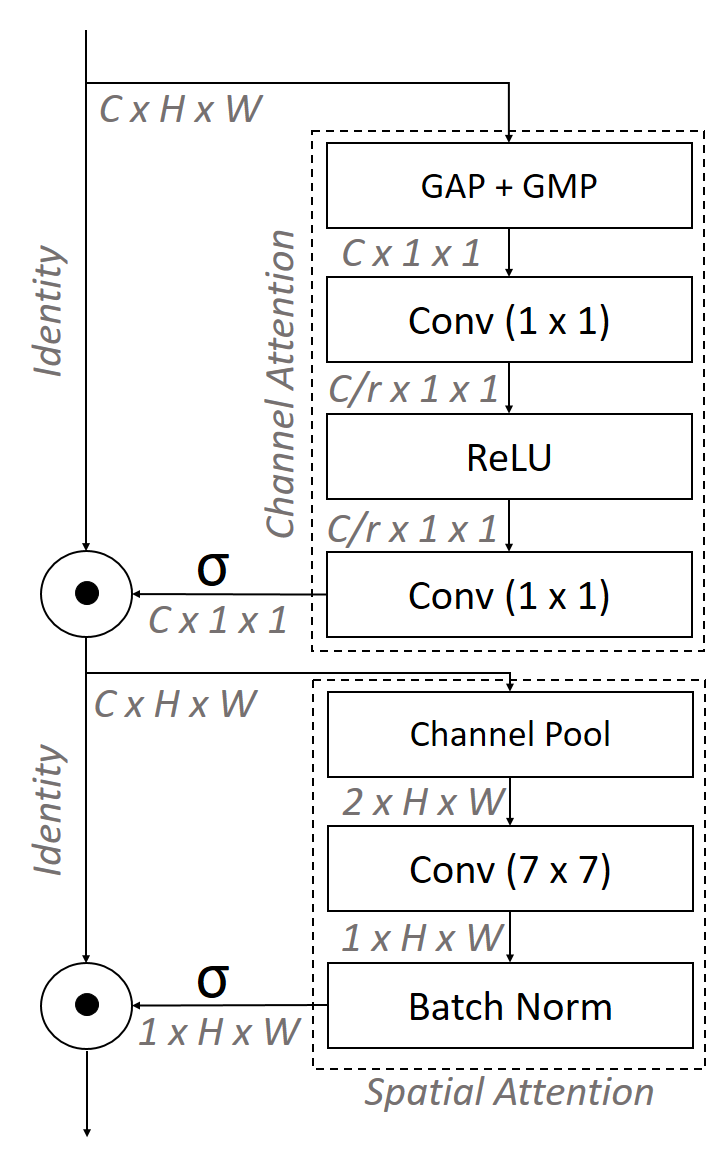 C x H x W
GAP + GMP
C x 1 x 1
Conv (1 x 1)
C/r x 1 x 1
ReLU
C/r x 1 x 1
Conv (1 x 1)
Channel Attention
Identity
σ
C x 1 x 1
C x H x W
Channel Pool
2 x H x W
Conv (7 x 7)
1 x H x W
Batch Norm
Identity
σ
1 x H x W
Spatial Attention